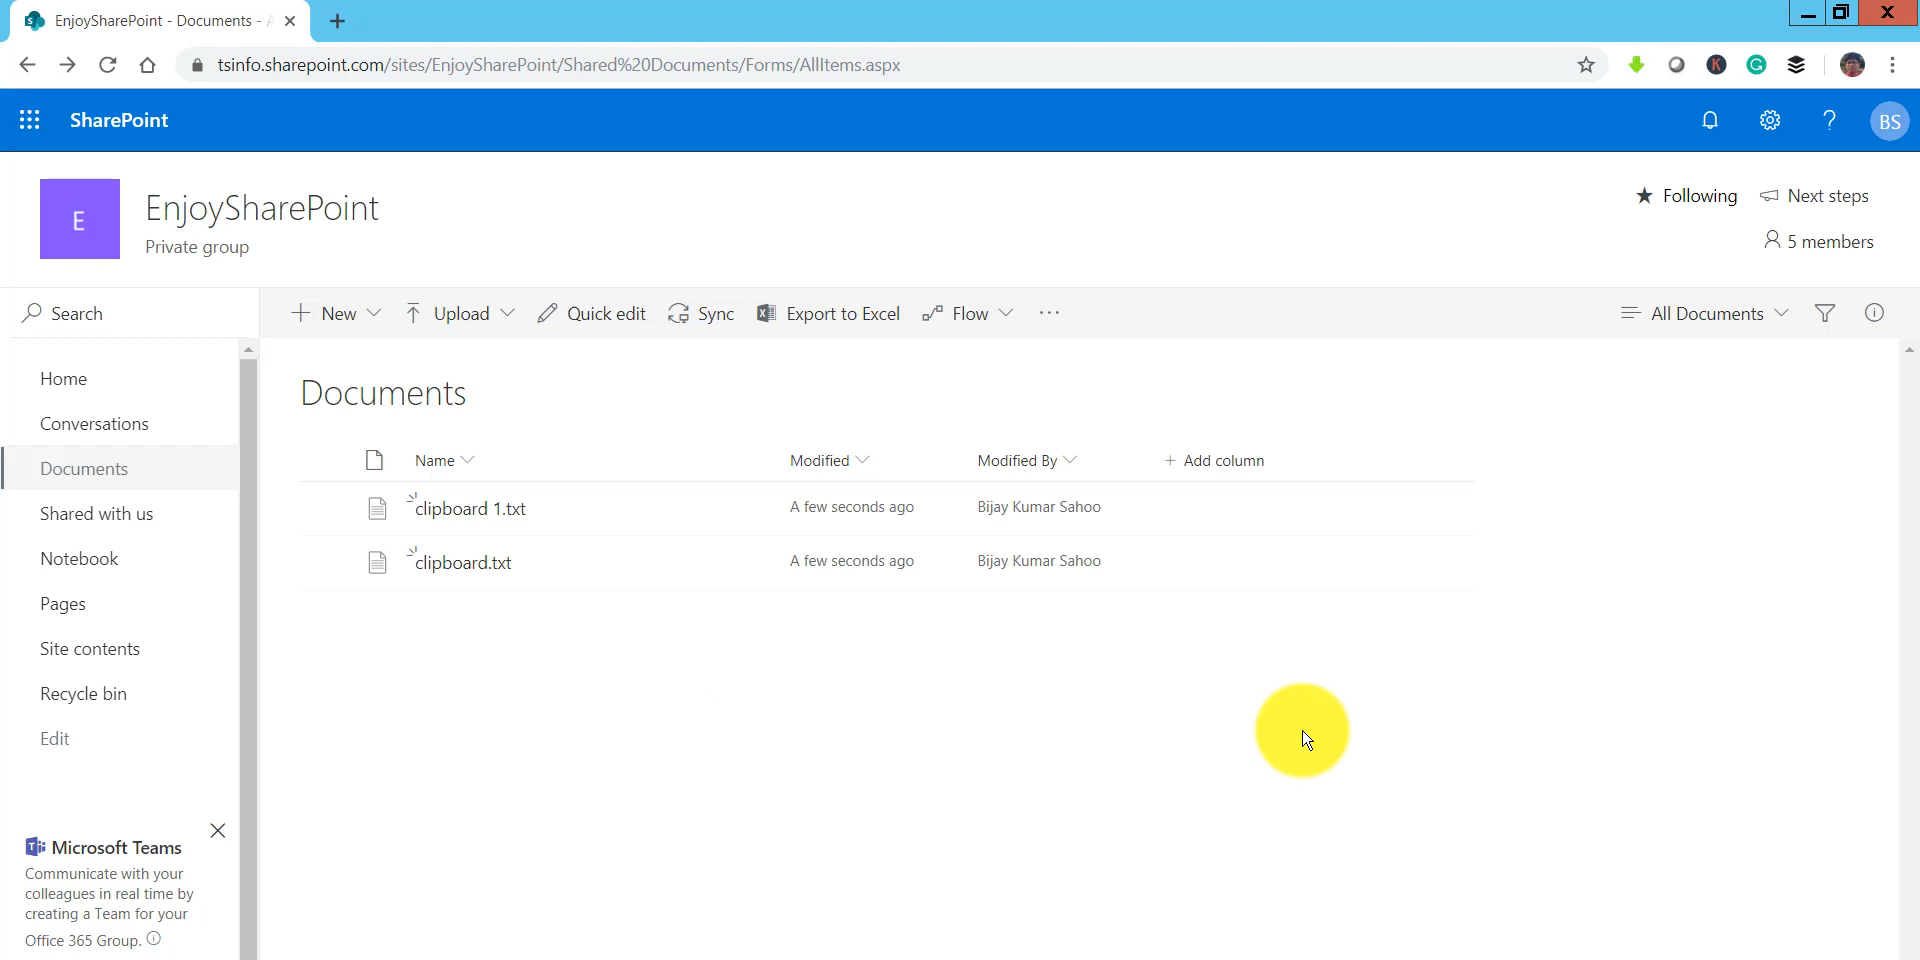 EnjoySharePoint - Documents - A
tsinfo.sharepoint.com/sites/EnjoySharePoint/Shared%20Documents/Forms/AllItems.aspx
SharePoint
BS
E
EnjoySharePoint
Private group
Following
Next steps
5 members
Search
New
Upload
Quick edit
Sync
Export to Excel
Flow
All Documents
Home
Conversations
Documents
Shared with us
Notebook
Pages
Site contents
Recycle bin
Edit
Documents
Name
Modified
Modified By
+ Add column
clipboard 1.txt
A few seconds ago
Bijay Kumar Sahoo
clipboard.txt
A few seconds ago
Bijay Kumar Sahoo
Microsoft Teams
Communicate with your
colleagues in real time by
creating a Team for your
Office 365 Group.